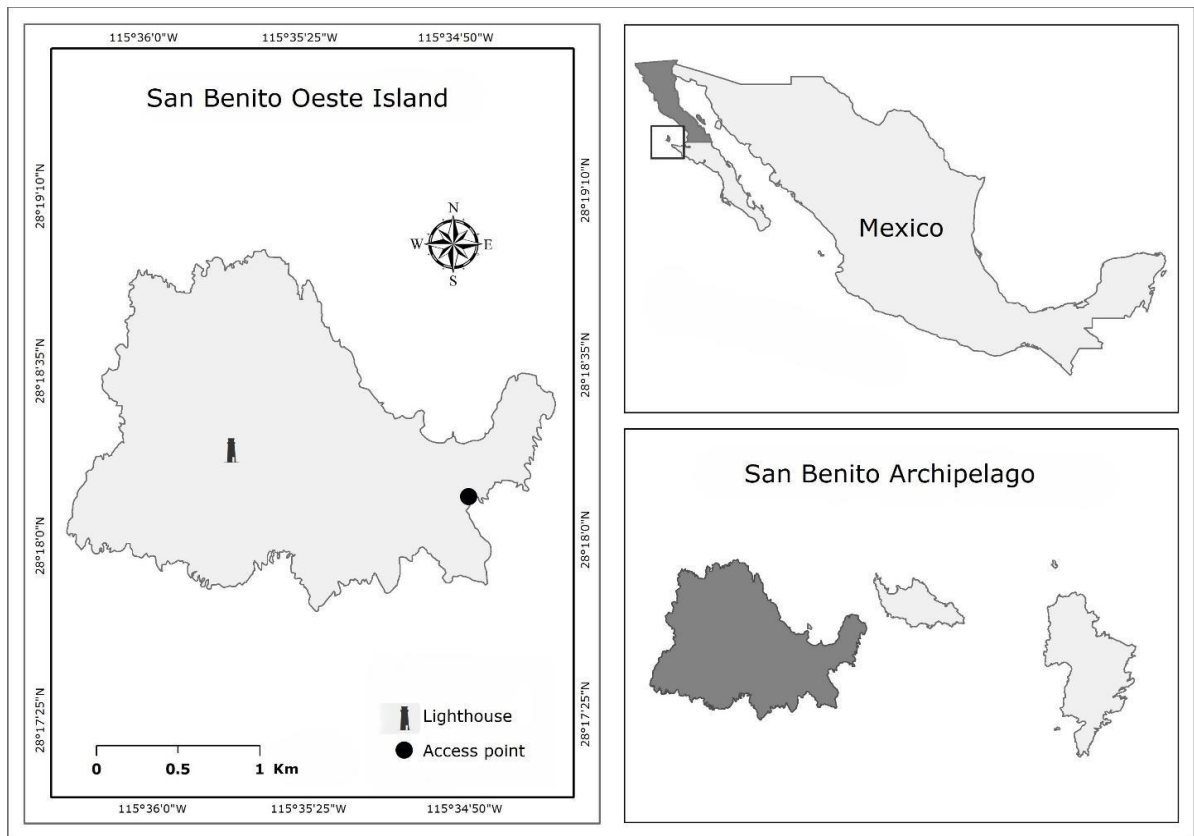 115°36'0"W 115°35'25"W 115°34'50"W
San Benito Oeste Island
28°19'10"N
28°18'35"N
28°18'0"N
28°17'25"N
N
W E
S
28°19'10"N
28°18'35"N
28°18'0"N
28°17'25"N
Lighthouse
Access point
0 0.5 1 Km
115°36'0"W 115°35'25"W 115°34'50"W
Mexico
San Benito Archipelago